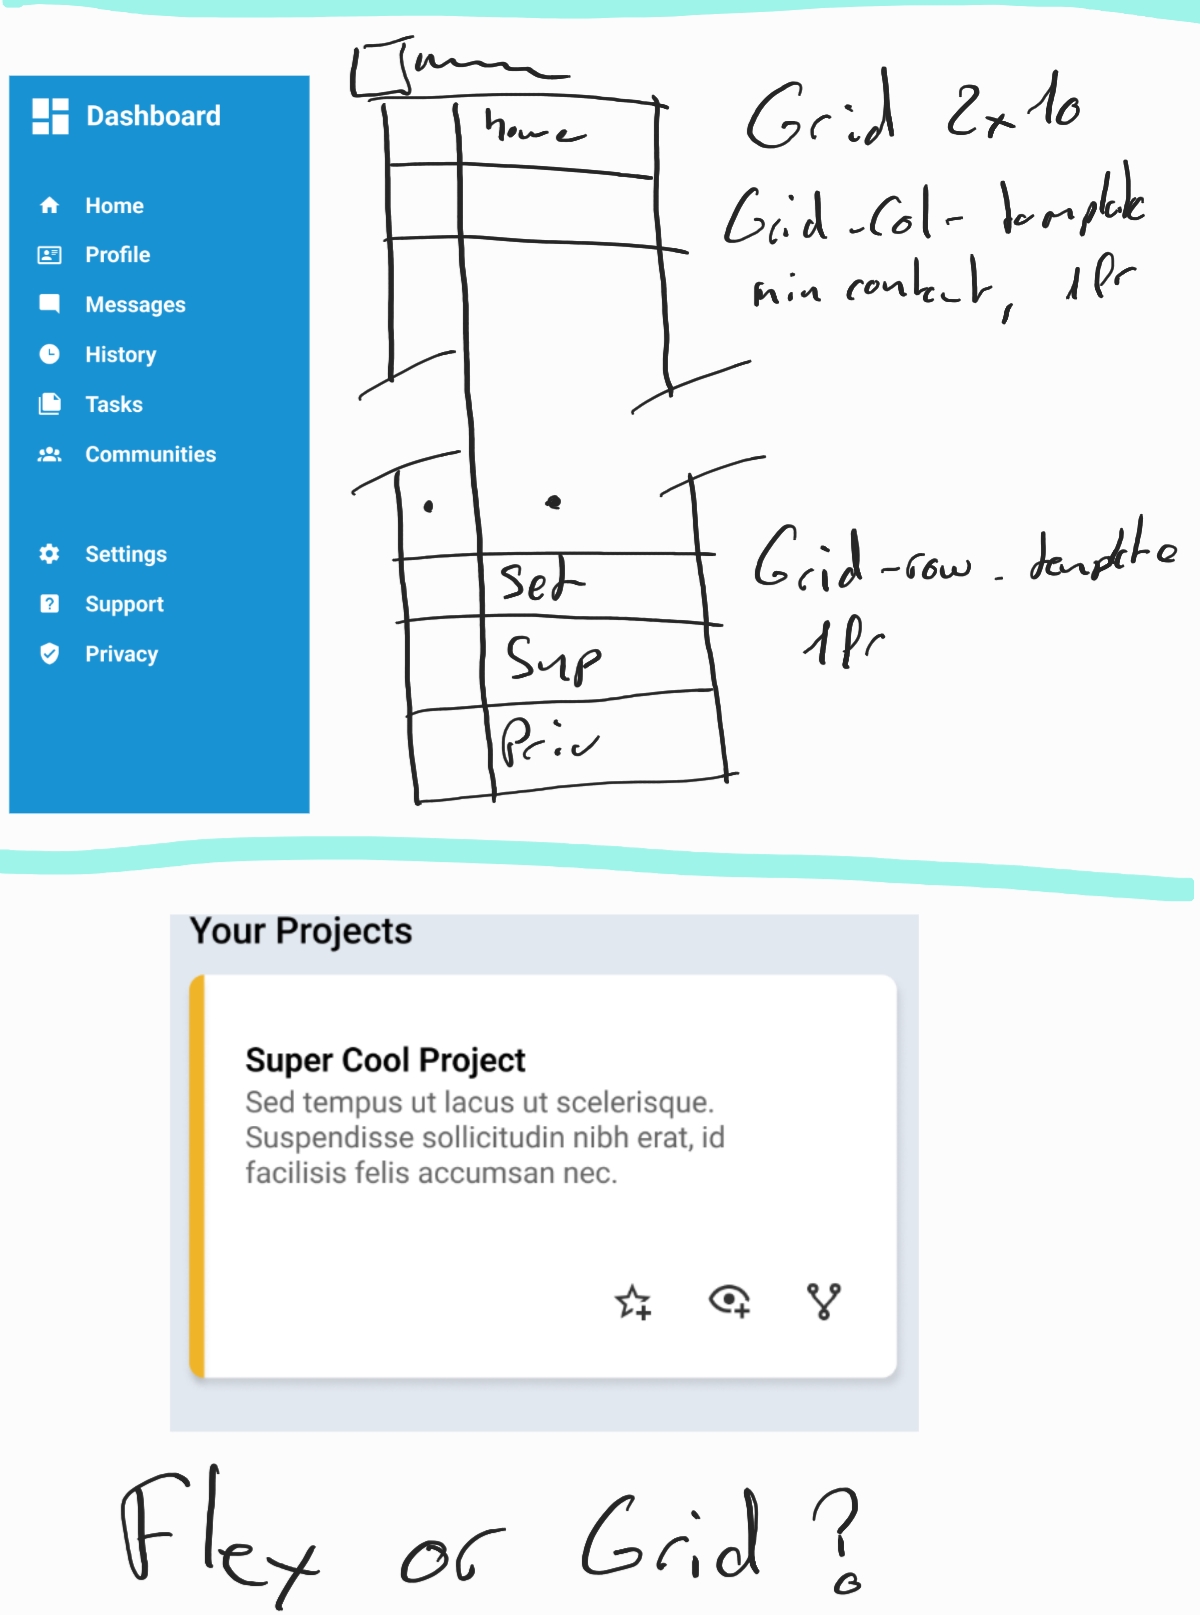 Dashboard
Home
Profile
Messages
History
Tasks
Communities
Settings
Support
Privacy
home
Set
Sup
Priv
Grid 2x10
Grid-Col-template
min content, 1fr
Grid-row-template
1fr
Your Projects
Super Cool Project
Sed tempus ut lacus ut scelerisque.
Suspendisse sollicitudin nibh erat, id
facilisis felis accumsan nec.
Flex or Grid?